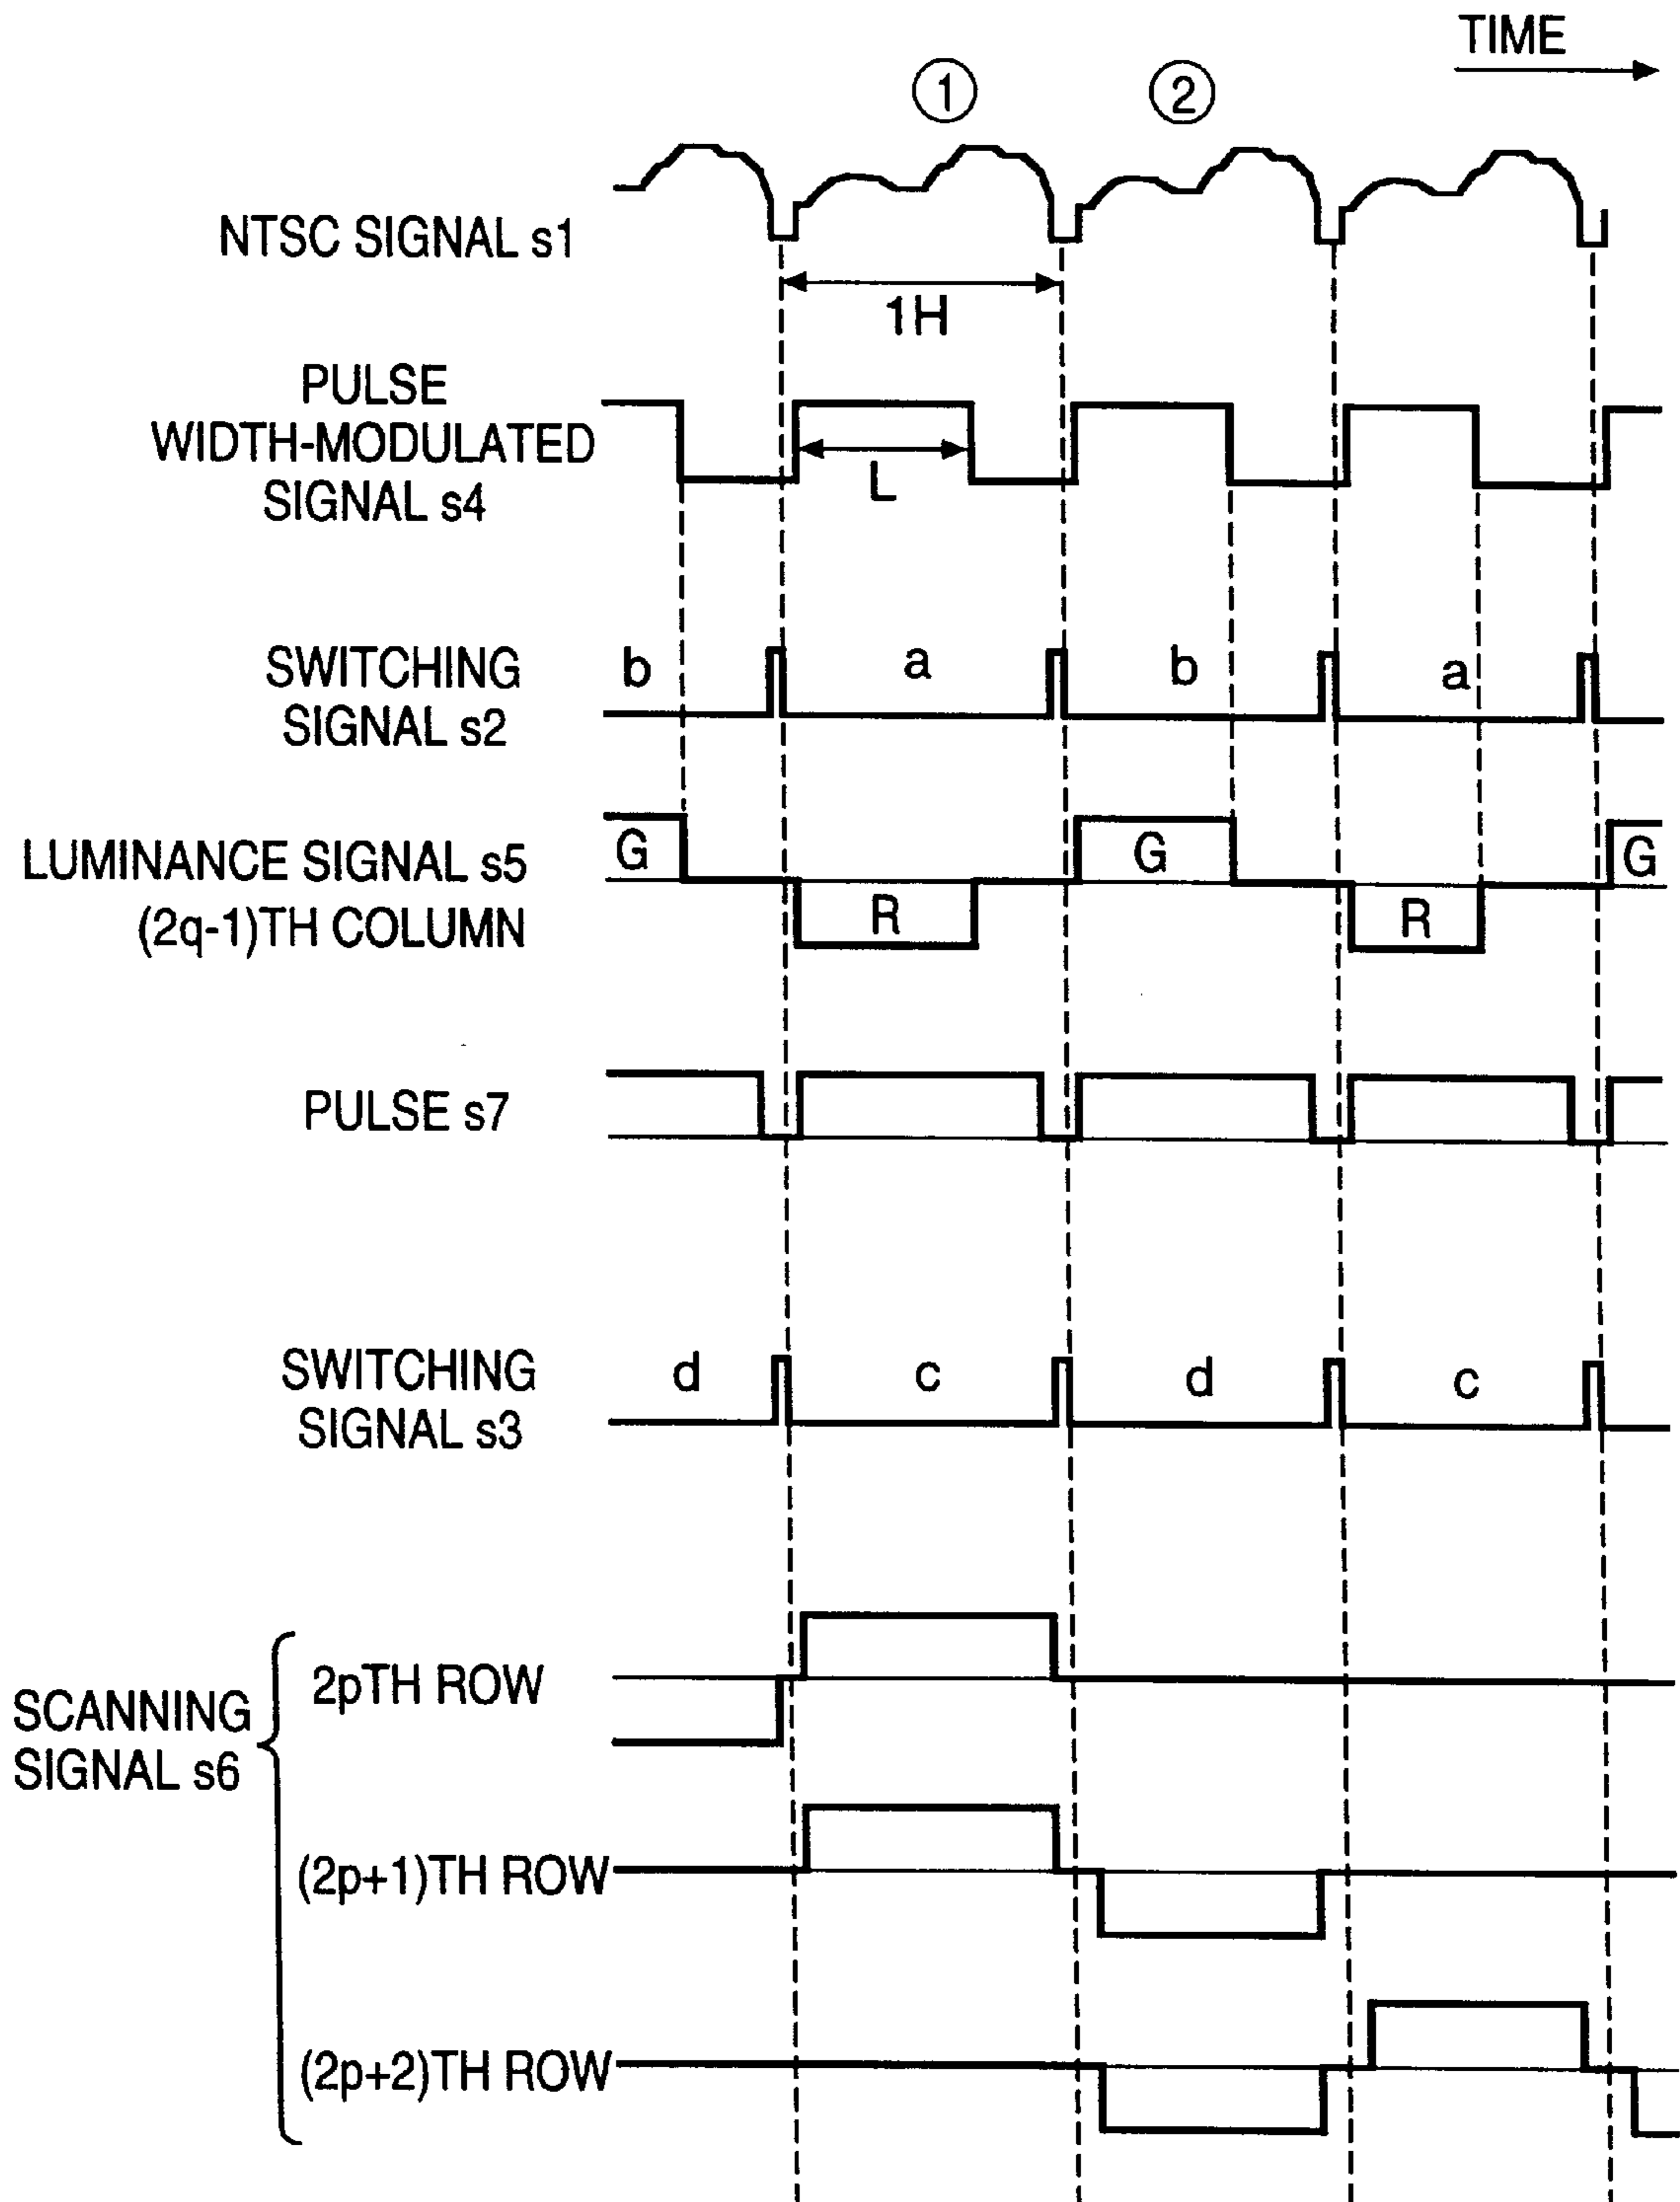 TIME
① ②
NTSC SIGNAL s1
1H
PULSE
WIDTH-MODULATED
SIGNAL s4
L
SWITCHING
SIGNAL s2
b a b a
LUMINANCE SIGNAL s5
(2q-1)TH COLUMN
G R G R G
PULSE s7
SWITCHING
SIGNAL s3
d c d c
SCANNING
SIGNAL s6
2pTH ROW
(2p+1)TH ROW
(2p+2)TH ROW